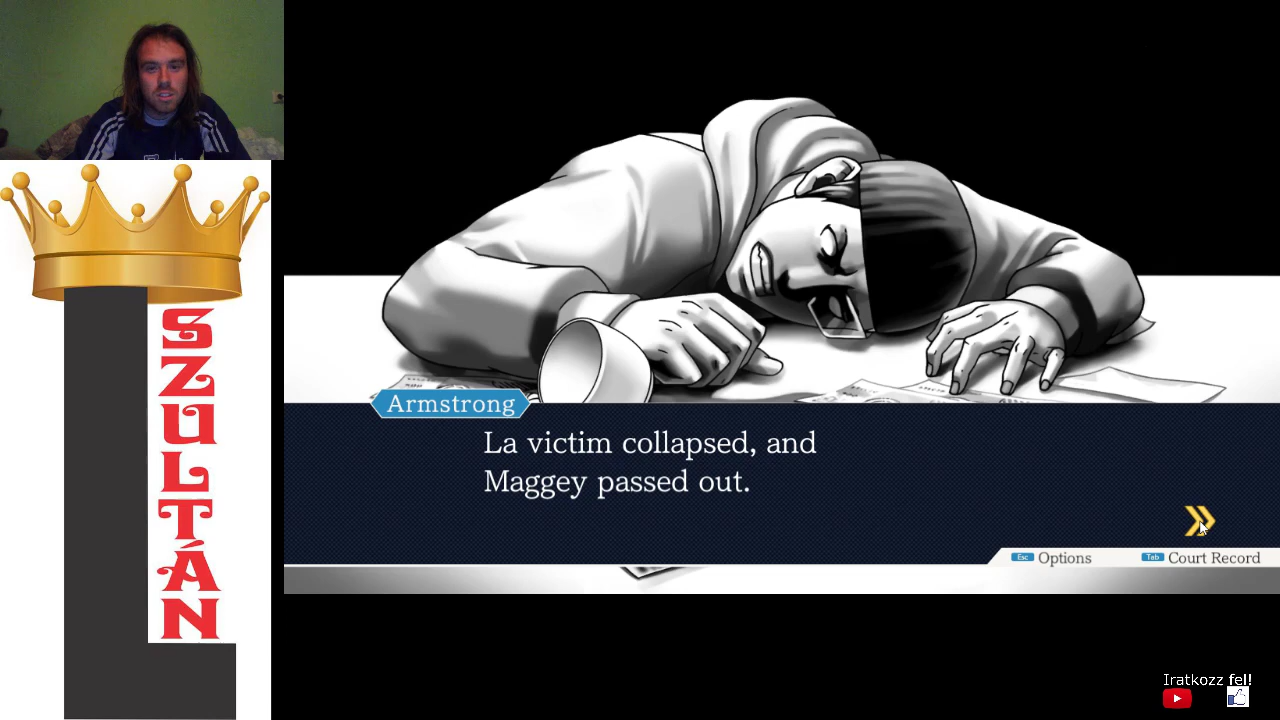 L
SZULTÁN
Armstrong
La victim collapsed, and
Maggey passed out.
Esc Options
Tab Court Record
Iratkozz fel!